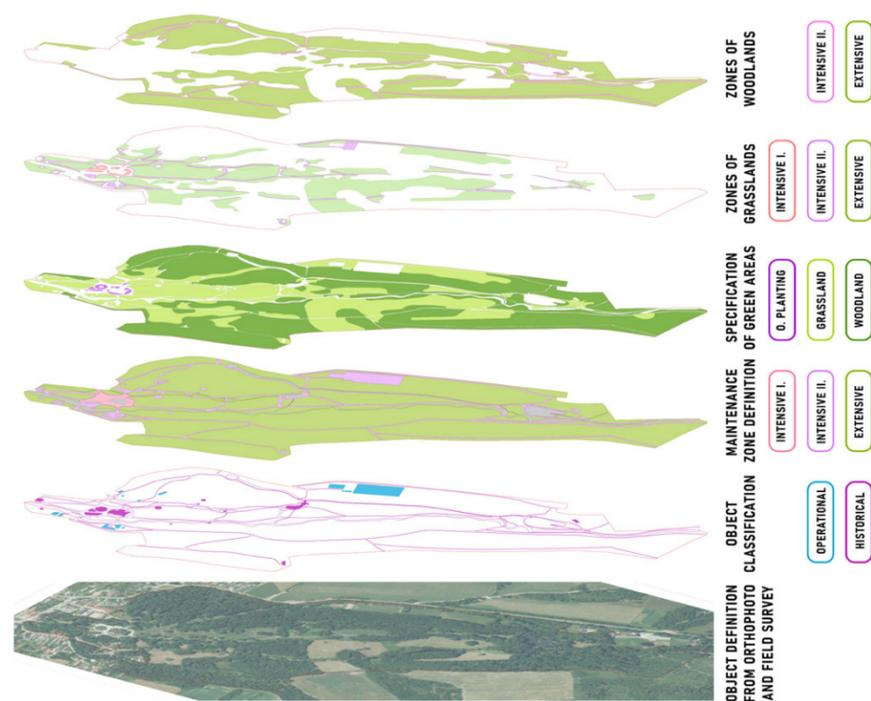 ZONES OF
WOODLANDS
INTENSIVE II.
EXTENSIVE
ZONES OF
GRASSLANDS
INTENSIVE I.
INTENSIVE II.
EXTENSIVE
SPECIFICATION
OF GREEN AREAS
O. PLANTING
GRASSLAND
WOODLAND
MAINTENANCE
ZONE DEFINITION
INTENSIVE I.
INTENSIVE II.
EXTENSIVE
OBJECT
CLASSIFICATION
OPERATIONAL
HISTORICAL
OBJECT DEFINITION
FROM ORTHOPHOTO
AND FIELD SURVEY